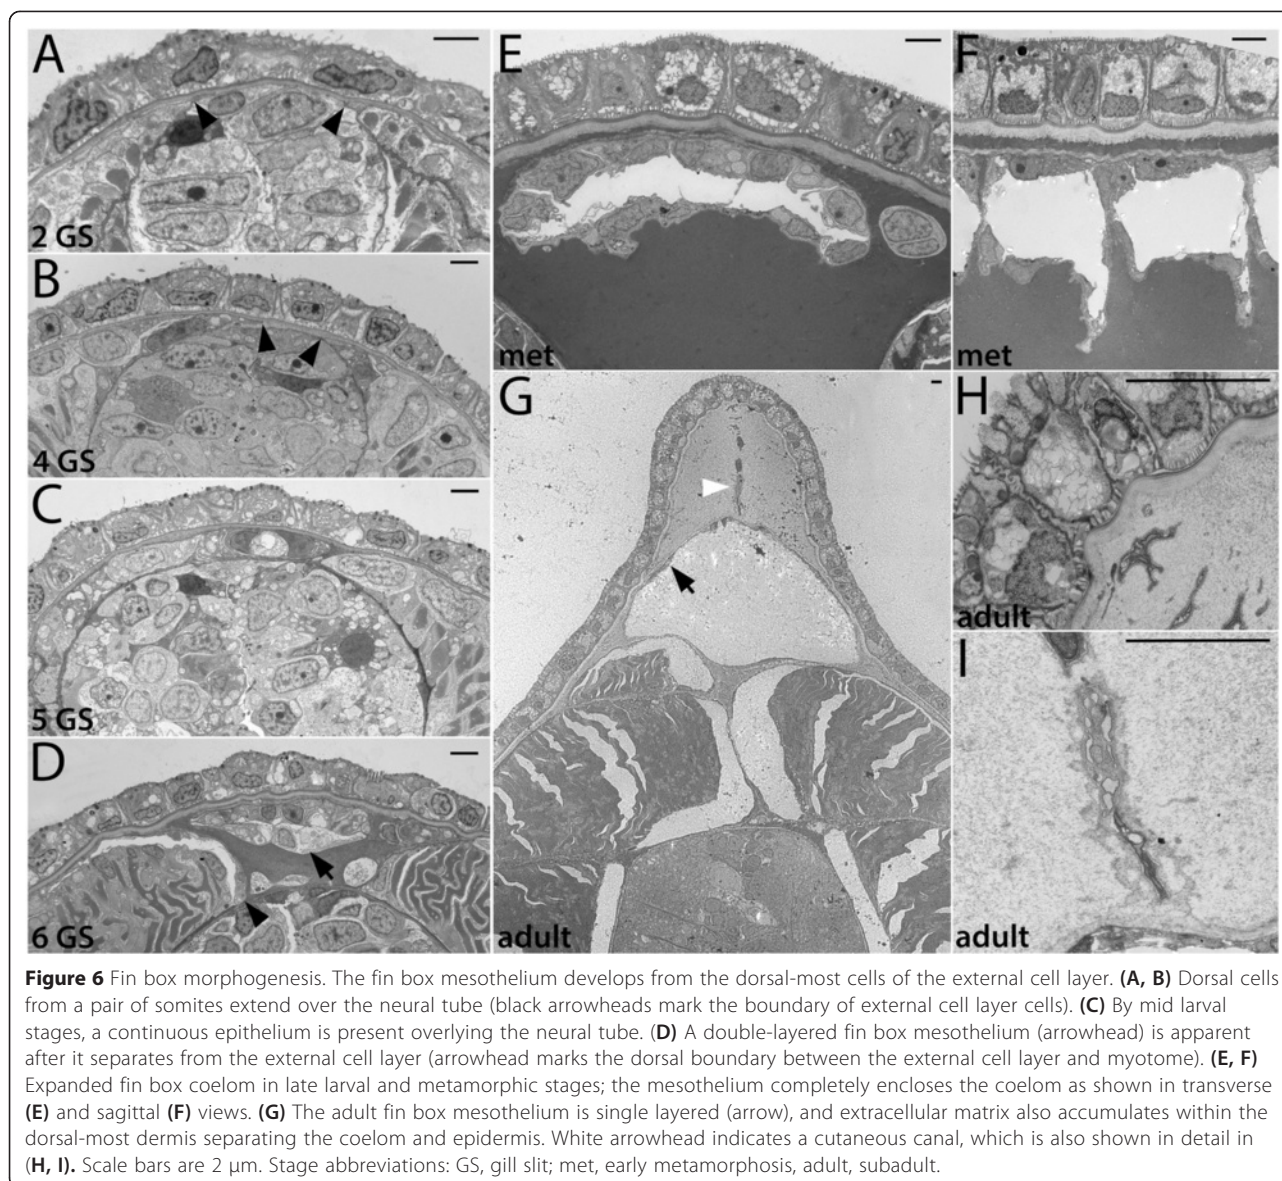 A
2 GS
B
4 GS
C
5 GS
D
6 GS
E
met
F
met
G
adult
H
adult
I
adult
Figure 6 Fin box morphogenesis. The fin box mesothelium develops from the dorsal-most cells of the external cell layer. (A, B) Dorsal cells
from a pair of somites extend over the neural tube (black arrowheads mark the boundary of external cell layer cells). (C) By mid larval
stages, a continuous epithelium is present overlying the neural tube. (D) A double-layered fin box mesothelium (arrowhead) is apparent
after it separates from the external cell layer (arrowhead marks the dorsal boundary between the external cell layer and myotome). (E, F)
Expanded fin box coelom in late larval and metamorphic stages; the mesothelium completely encloses the coelom as shown in transverse
(E) and sagittal (F) views. (G) The adult fin box mesothelium is single layered (arrow), and extracellular matrix also accumulates within the
dorsal-most dermis separating the coelom and epidermis. White arrowhead indicates a cutaneous canal, which is also shown in detail in
(H, I). Scale bars are 2 μm. Stage abbreviations: GS, gill slit; met, early metamorphosis, adult, subadult.